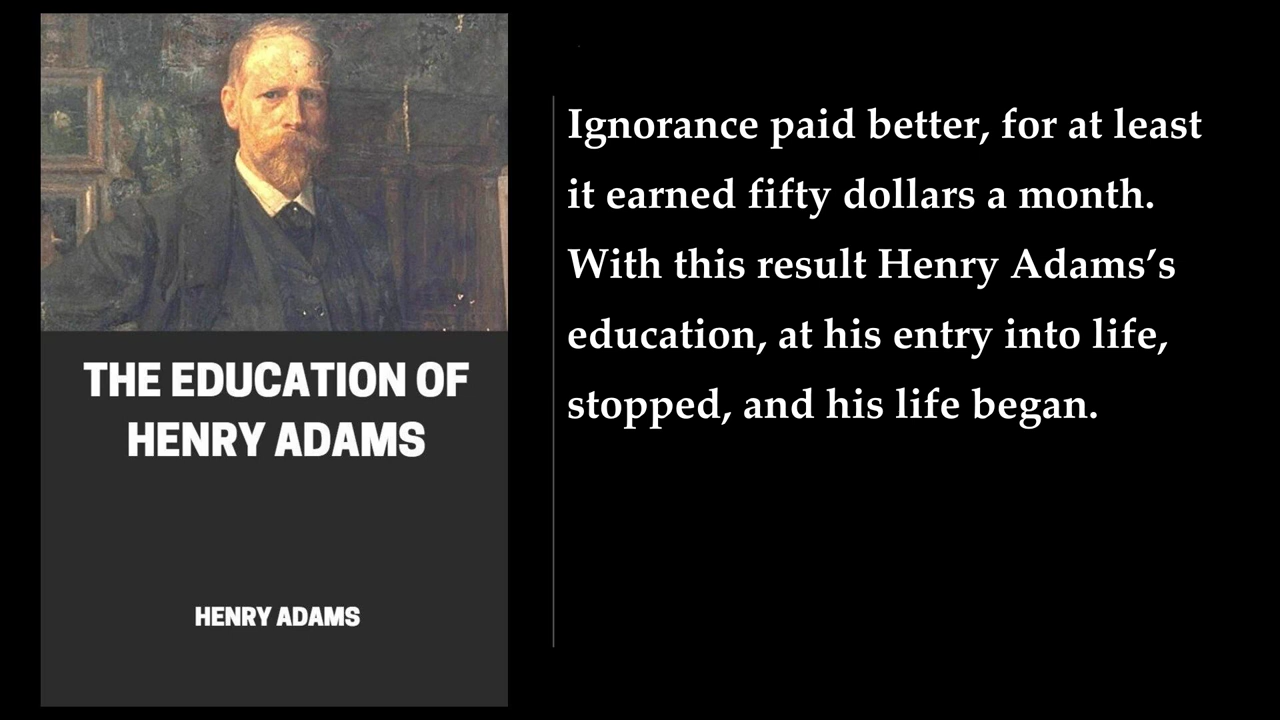 THE EDUCATION OF
HENRY ADAMS
HENRY ADAMS
Ignorance paid better, for at least
it earned fifty dollars a month.
With this result Henry Adams’s
education, at his entry into life,
stopped, and his life began.